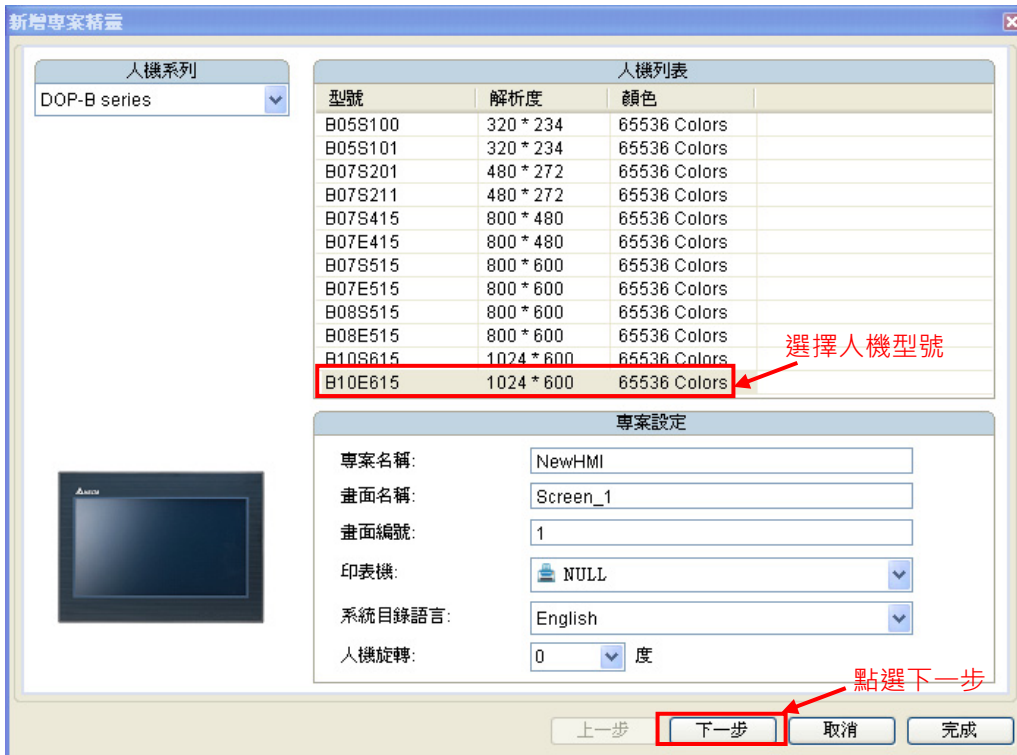 新增專案精靈
人機系列
DOP-B series
人機列表
型號 解析度 顏色
B05S100 320 * 234 65536 Colors
B05S101 320 * 234 65536 Colors
B07S201 480 * 272 65536 Colors
B07S211 480 * 272 65536 Colors
B07S415 800 * 480 65536 Colors
B07E415 800 * 480 65536 Colors
B07S515 800 * 600 65536 Colors
B07E515 800 * 600 65536 Colors
B08S515 800 * 600 65536 Colors
B08E515 800 * 600 65536 Colors
B10S615 1024 * 600 65536 Colors
選擇人機型號
B10E615 1024 * 600 65536 Colors
專案設定
專案名稱: NewHMI
畫面名稱: Screen_1
畫面編號: 1
印表機: NULL
系統目錄語言: English
人機旋轉: 0 度
點選下一步
上一步 下一步 取消 完成